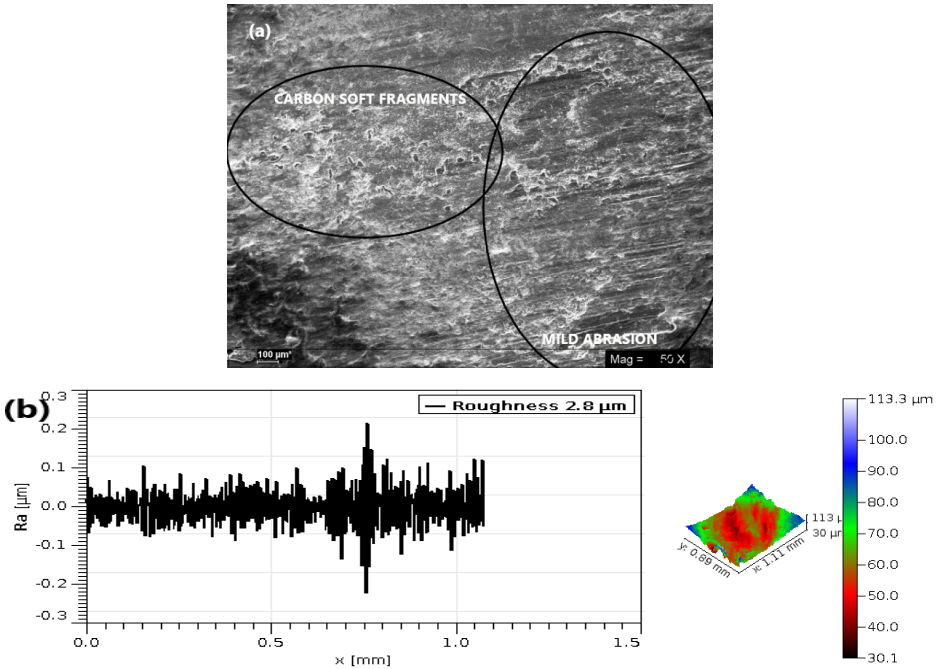 (a)
CARBON SOFT FRAGMENTS
MILD ABRASION
100 µm*
Mag = 50 X
(b)
Roughness 2.8 µm
Ra [µm]
0.3
0.2
0.1
0.0
-0.1
-0.2
-0.3
0.0 0.5 1.0 1.5
x [mm]
y: 0.89 mm
x: 1.11 mm
113 µ
30 µm
113.3 µm
100.0
90.0
80.0
70.0
60.0
50.0
40.0
30.1